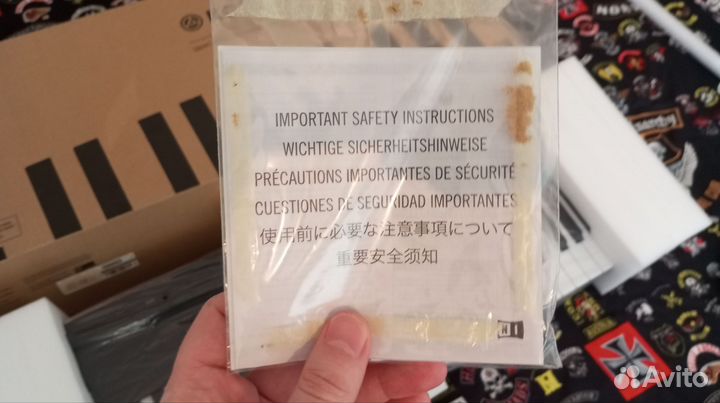 IMPORTANT SAFETY INSTRUCTIONS
WICHTIGE SICHERHEITSHINWEISE
PRÉCAUTIONS IMPORTANTES DE SÉCURITÉ
CUESTIONES DE SEGURIDAD IMPORTANTES
使用前に必要な注意事項について
重要安全须知
NI
Avito